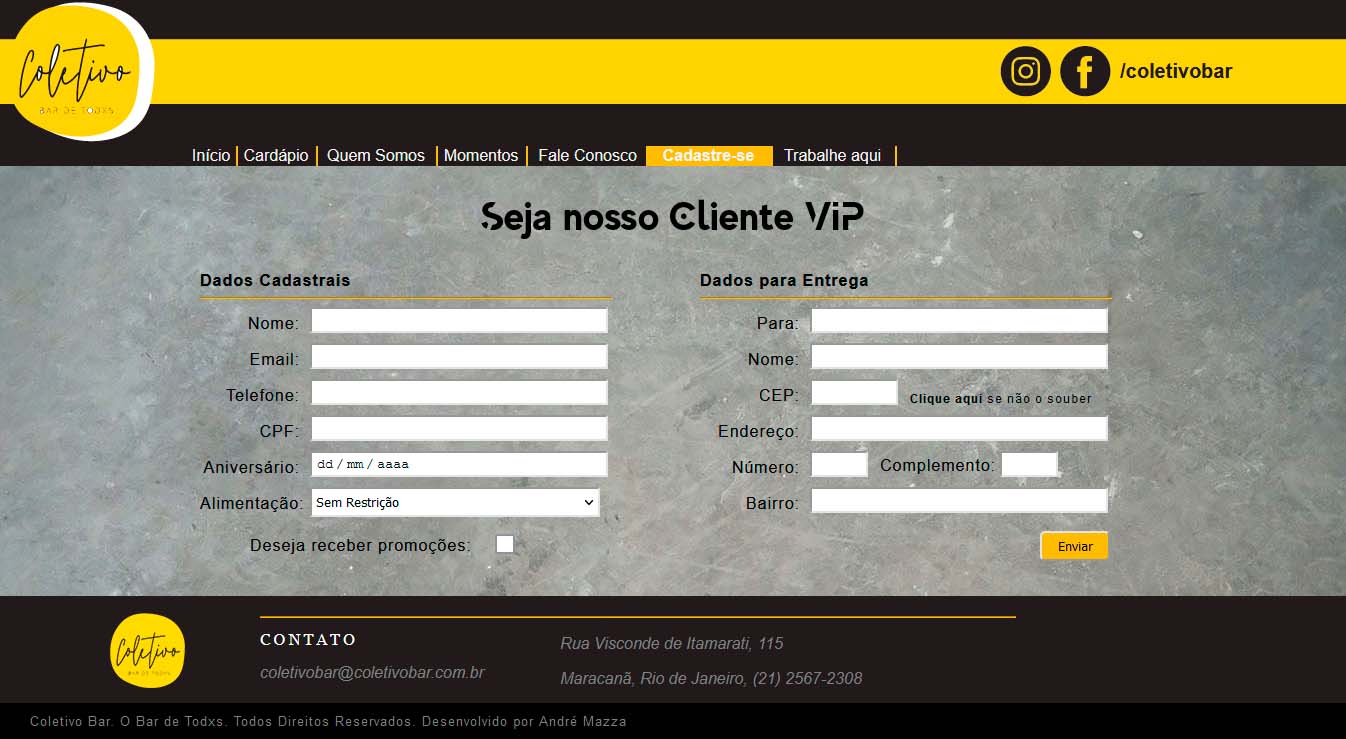 Coletivo
BAR DE TODXS
/coletivobar
Início Cardápio Quem Somos Momentos Fale Conosco Cadastre-se Trabalhe aqui
Seja nosso Cliente ViP
Dados Cadastrais
Nome:
Email:
Telefone:
CPF:
Aniversário: dd / mm / aaaa
Alimentação: Sem Restrição
Deseja receber promoções:
Dados para Entrega
Para:
Nome:
CEP: Clique aqui se não o souber
Endereço:
Número: Complemento:
Bairro:
Enviar
Coletivo
BAR DE TODXS
CONTATO
coletivobar@coletivobar.com.br
Rua Visconde de Itamarati, 115
Maracanã, Rio de Janeiro, (21) 2567-2308
Coletivo Bar. O Bar de Todxs. Todos Direitos Reservados. Desenvolvido por André Mazza